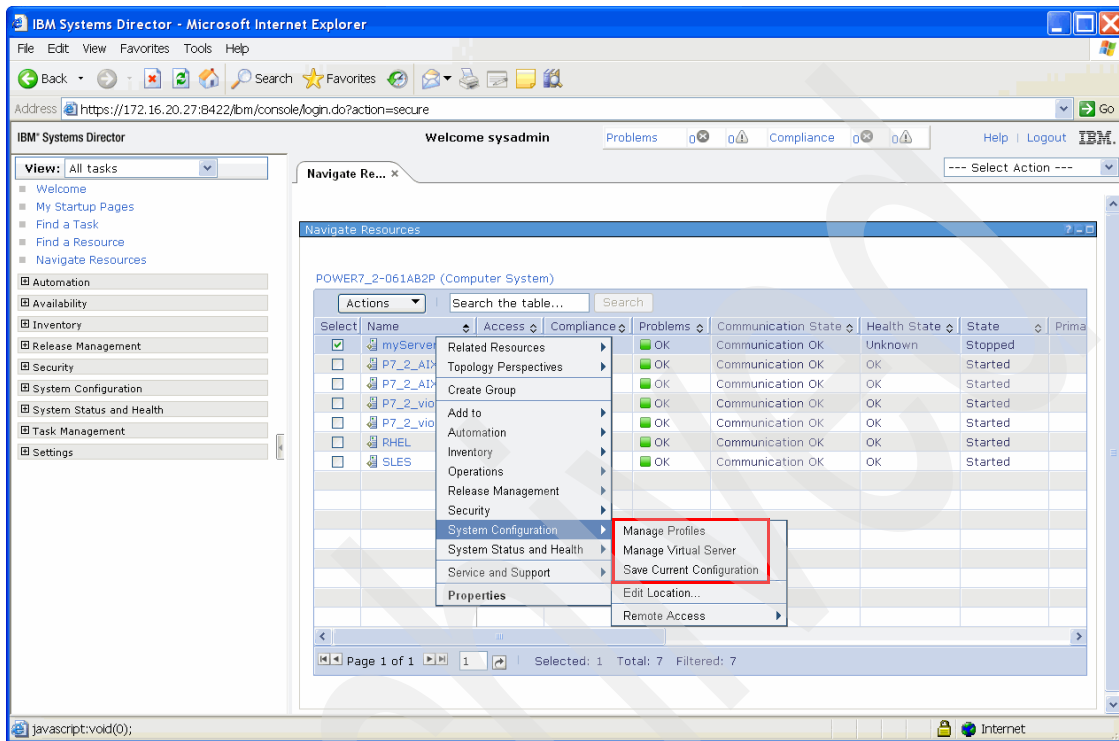 IBM Systems Director - Microsoft Internet Explorer
File Edit View Favorites Tools Help
Back Search Favorites
Address https://172.16.20.27:8422/ibm/console/login.do?action=secure Go
IBM® Systems Director Welcome sysadmin Problems 0 0 Compliance 0 0 Help Logout IBM.
View: All tasks
Navigate Re... × --- Select Action ---
Welcome
My Startup Pages
Find a Task
Find a Resource
Navigate Resources
Automation
Availability
Inventory
Release Management
Security
System Configuration
System Status and Health
Task Management
Settings
Navigate Resources ? – □
POWER7_2-061AB2P (Computer System)
Actions Search the table... Search
Select Name Access Compliance Problems Communication State Health State State Prima
myServer OK Communication OK Unknown Stopped
P7_2_AIX OK Communication OK OK Started
P7_2_AIX OK Communication OK OK Started
P7_2_vio OK Communication OK OK Started
P7_2_vio OK Communication OK OK Started
RHEL OK Communication OK OK Started
SLES OK Communication OK OK Started
Related Resources
Topology Perspectives
Create Group
Add to
Automation
Inventory
Operations
Release Management
Security
System Configuration
System Status and Health
Service and Support
Properties
Manage Profiles
Manage Virtual Server
Save Current Configuration
Edit Location...
Remote Access
Page 1 of 1 1 Selected: 1 Total: 7 Filtered: 7
javascript:void(0); Internet